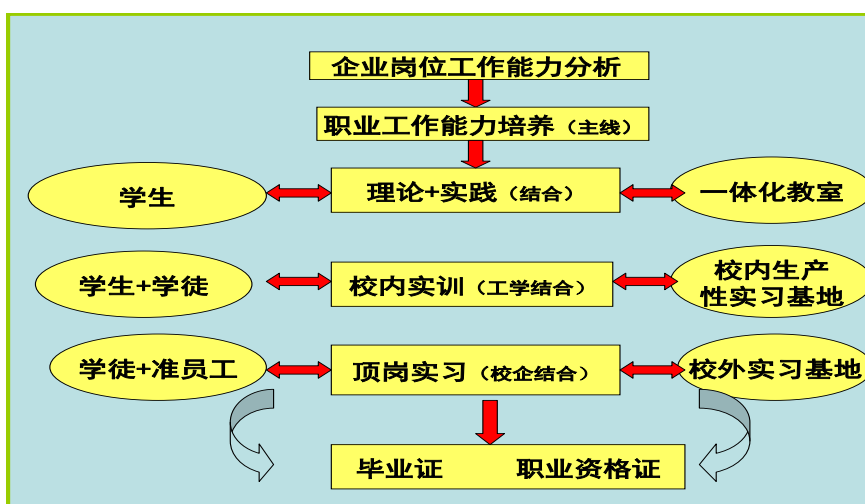 企业岗位工作能力分析
职业工作能力培养（主线）
学生
理论+实践（结合）
一体化教室
学生+学徒
校内实训（工学结合）
校内生产
性实习基地
学徒+准员工
顶岗实习（校企结合）
校外实习基地
毕业证 职业资格证